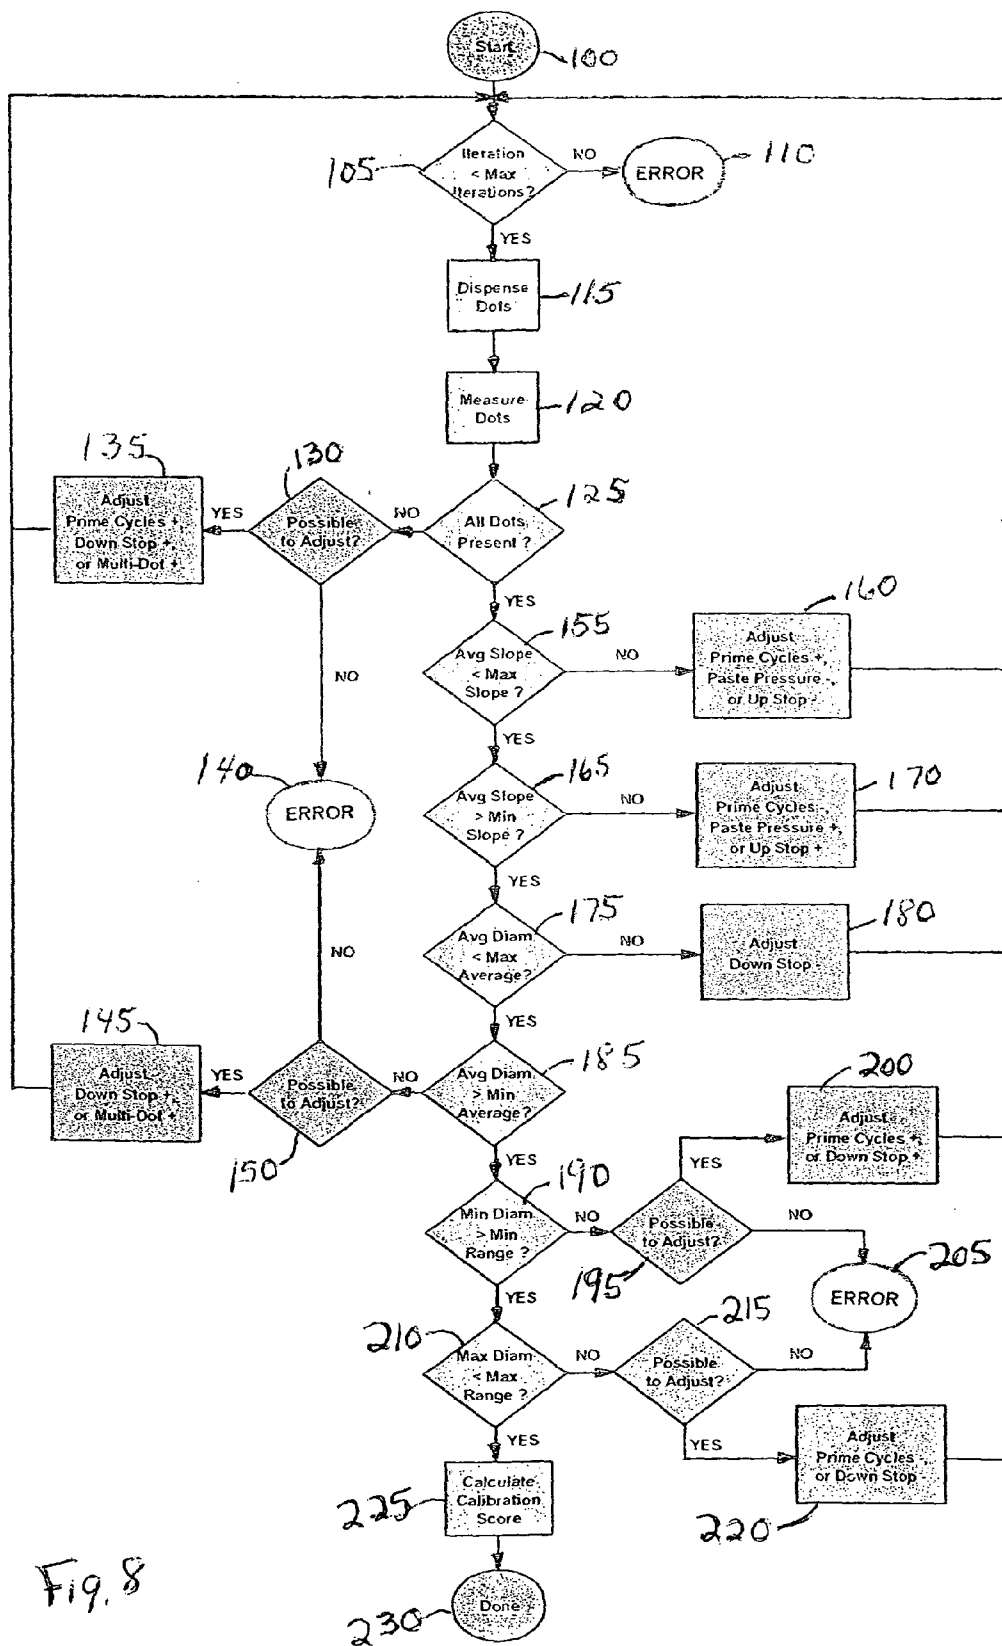 Start
100
Iteration
< Max
Iterations?
105
NO
ERROR
110
YES
Dispense
Dots
115
Measure
Dots
120
All Dots
Present ?
125
NO
Possible
to Adjust?
130
YES
Adjust
Prime Cycles +,
Down Stop +,
or Multi-Dot +
135
NO
ERROR
140
YES
Avg Slope
< Max
Slope ?
155
NO
Adjust
Prime Cycles +,
Paste Pressure -,
or Up Stop -
160
YES
Avg Slope
> Min
Slope ?
165
NO
Adjust
Prime Cycles -,
Paste Pressure +,
or Up Stop +
170
YES
Avg Diam
< Max
Average?
175
NO
Adjust
Down Stop -
180
YES
Avg Diam
> Min
Average?
185
NO
Possible
to Adjust?
150
NO
YES
Adjust
Down Stop +,
or Multi-Dot +
145
YES
Min Diam
> Min
Range ?
190
NO
Possible
to Adjust?
195
YES
Adjust
Prime Cycles +,
or Down Stop +
200
NO
ERROR
205
YES
Max Diam
< Max
Range ?
210
NO
Possible
to Adjust?
215
NO
YES
Adjust
Prime Cycles -
or Down Stop -
220
YES
Calculate
Calibration
Score
225
Done
230
Fig. 8